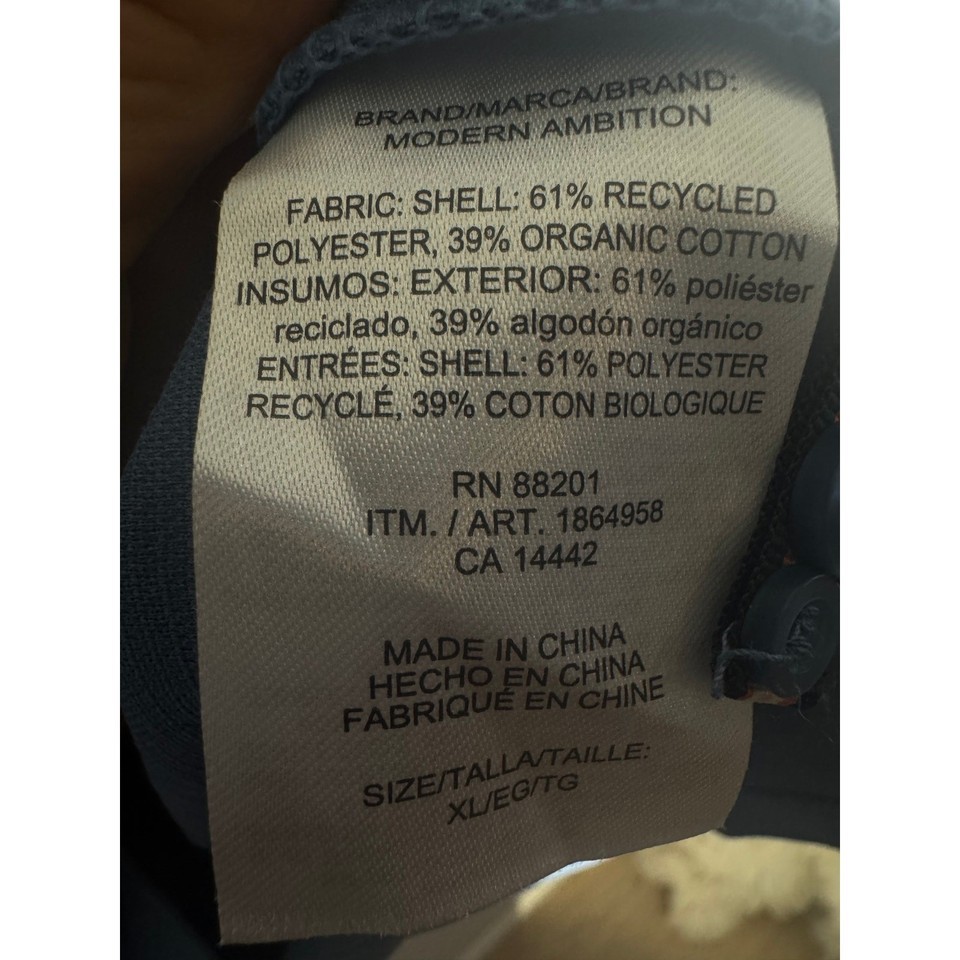 BRAND/MARCA/BRAND:
MODERN AMBITION
FABRIC: SHELL: 61% RECYCLED
POLYESTER, 39% ORGANIC COTTON
INSUMOS: EXTERIOR: 61% poliéster
reciclado, 39% algodón orgánico
ENTRÉES: SHELL: 61% POLYESTER
RECYCLÉ, 39% COTON BIOLOGIQUE
RN 88201
ITM. / ART. 1864958
CA 14442
MADE IN CHINA
HECHO EN CHINA
FABRIQUÉ EN CHINE
SIZE/TALLA/TAILLE:
XL/EG/TG